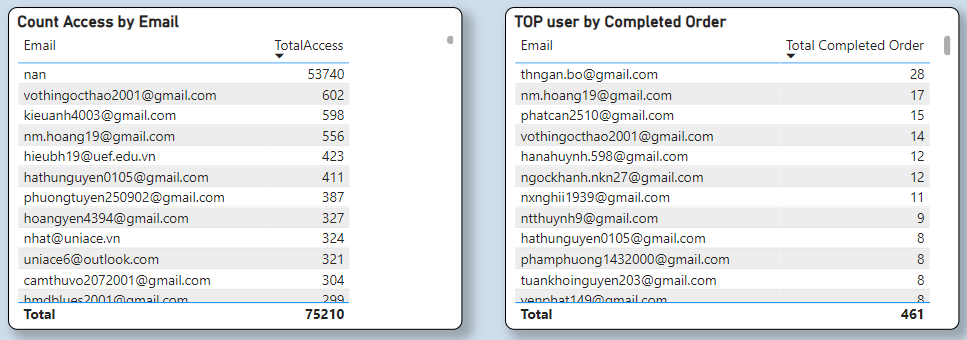 Count Access by Email
Email TotalAccess
nan 53740
vothingocthao2001@gmail.com 602
kieuanh4003@gmail.com 598
nm.hoang19@gmail.com 556
hieubh19@uef.edu.vn 423
hathunguyen0105@gmail.com 411
phuongtuyen250902@gmail.com 387
hoangyen4394@gmail.com 327
nhat@uniace.vn 324
uniace6@outlook.com 321
camthuvo2072001@gmail.com 304
hmdblues2001@gmail.com 299
Total 75210
TOP user by Completed Order
Email Total Completed Order
thngan.bo@gmail.com 28
nm.hoang19@gmail.com 17
phatcan2510@gmail.com 15
vothingocthao2001@gmail.com 14
hanahuynh.598@gmail.com 12
ngockhanh.nkn27@gmail.com 12
nxnghii1939@gmail.com 11
ntthuynh9@gmail.com 9
hathunguyen0105@gmail.com 8
phamphuong1432000@gmail.com 8
tuankhoinguyen203@gmail.com 8
yenphat149@gmail.com 8
Total 461